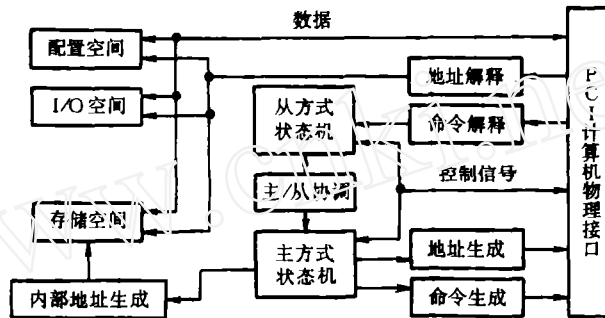 数据
配置空间
地址解释
I/O空间
从方式
状态机
命令解释
PCI计算机物理接口
控制信号
主/从协调
存储空间
主方式
状态机
地址生成
内部地址生成
命令生成